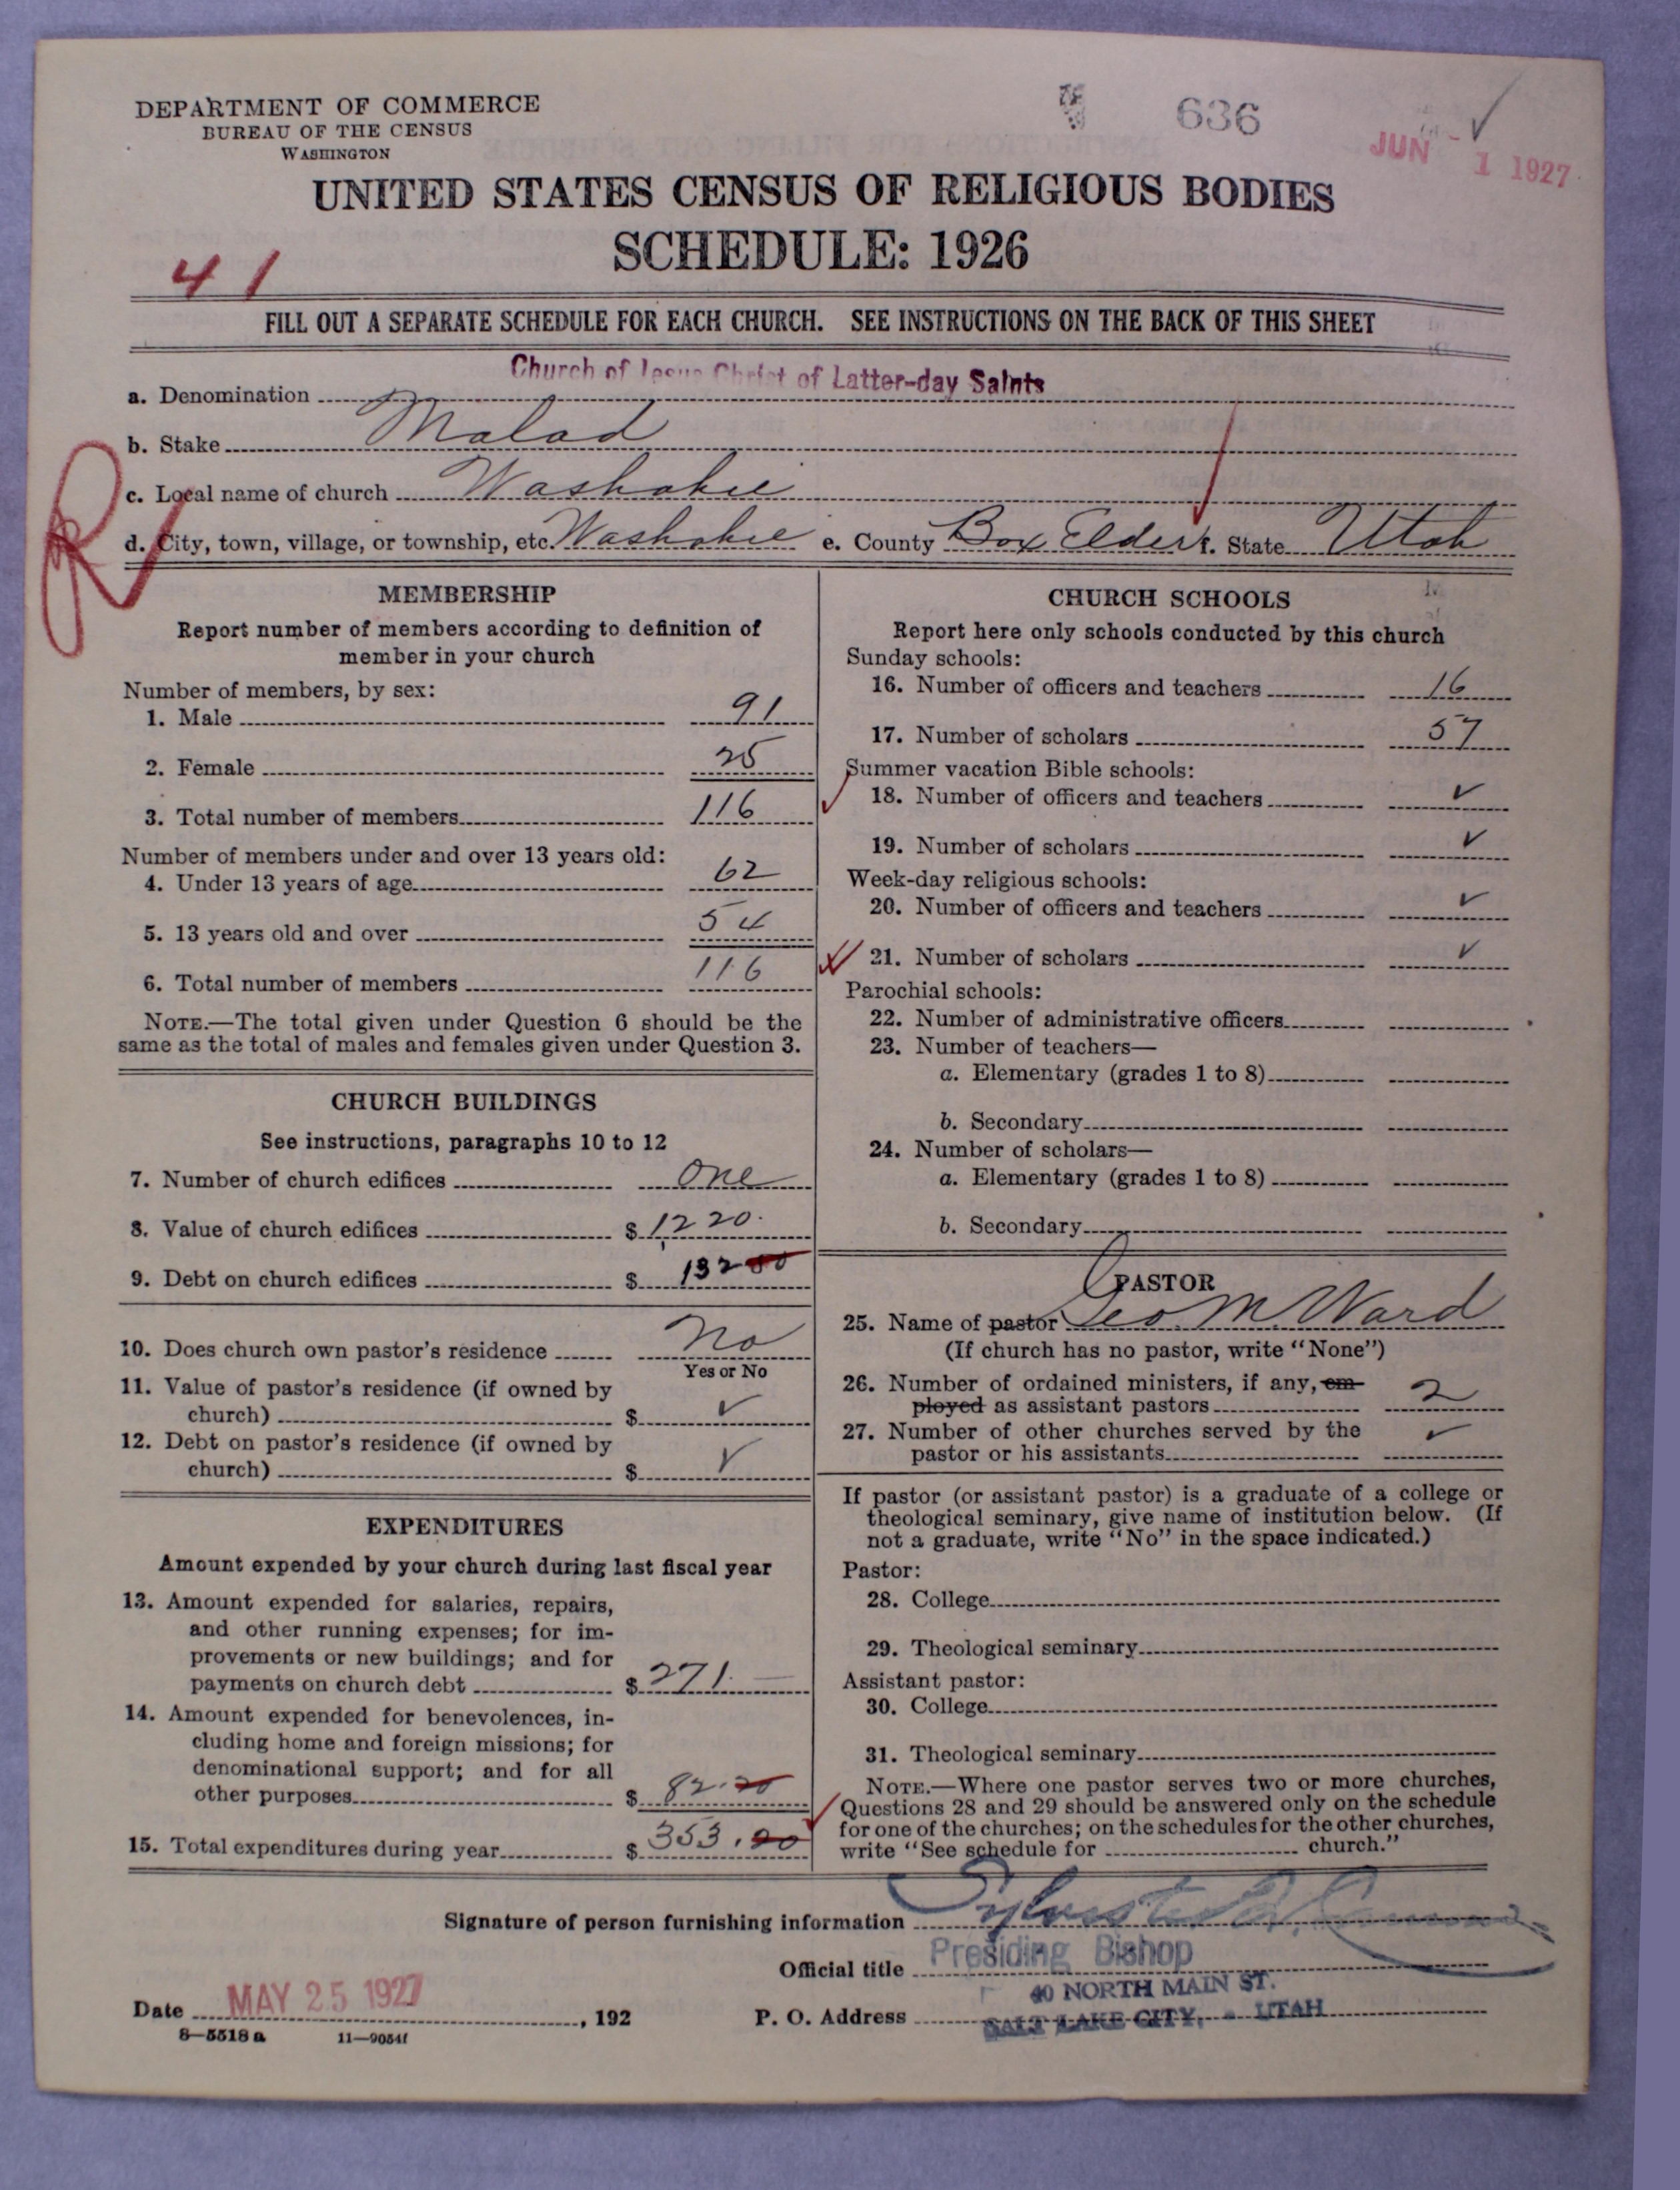 DEPARTMENT OF COMMERCE
BUREAU OF THE CENSUS
WASHINGTON
636
JUN - 1 1927
UNITED STATES CENSUS OF RELIGIOUS BODIES
SCHEDULE: 1926
41
FILL OUT A SEPARATE SCHEDULE FOR EACH CHURCH. SEE INSTRUCTIONS ON THE BACK OF THIS SHEET
a. Denomination Church of Jesus Christ of Latter-day Saints
b. Stake Malad
c. Local name of church Washakie
R
d. City, town, village, or township, etc. Washakie e. County Box Elder f. State Utah
MEMBERSHIP
Report number of members according to definition of
member in your church
Number of members, by sex:
1. Male 91
2. Female 25
3. Total number of members 116
Number of members under and over 13 years old:
4. Under 13 years of age 62
5. 13 years old and over 54
6. Total number of members 116
NOTE.—The total given under Question 6 should be the
same as the total of males and females given under Question 3.
CHURCH BUILDINGS
See instructions, paragraphs 10 to 12
7. Number of church edifices One
8. Value of church edifices $ 1220.
9. Debt on church edifices $ 132
10. Does church own pastor's residence No
Yes or No
11. Value of pastor's residence (if owned by
church) $ ✓
12. Debt on pastor's residence (if owned by
church) $ ✓
EXPENDITURES
Amount expended by your church during last fiscal year
13. Amount expended for salaries, repairs,
and other running expenses; for im-
provements or new buildings; and for
payments on church debt $ 271. —
14. Amount expended for benevolences, in-
cluding home and foreign missions; for
denominational support; and for all
other purposes $ 82.20
15. Total expenditures during year $ 353.20
CHURCH SCHOOLS
Report here only schools conducted by this church
Sunday schools:
16. Number of officers and teachers 16
17. Number of scholars 57
Summer vacation Bible schools:
18. Number of officers and teachers ✓
19. Number of scholars ✓
Week-day religious schools:
20. Number of officers and teachers ✓
21. Number of scholars ✓
Parochial schools:
22. Number of administrative officers
23. Number of teachers—
a. Elementary (grades 1 to 8)
b. Secondary
24. Number of scholars—
a. Elementary (grades 1 to 8)
b. Secondary
PASTOR
25. Name of pastor Geo. M. Ward
(If church has no pastor, write "None")
26. Number of ordained ministers, if any, em-
ployed as assistant pastors 2
27. Number of other churches served by the
pastor or his assistants ✓
If pastor (or assistant pastor) is a graduate of a college or
theological seminary, give name of institution below. (If
not a graduate, write "No" in the space indicated.)
Pastor:
28. College
29. Theological seminary
Assistant pastor:
30. College
31. Theological seminary
NOTE.—Where one pastor serves two or more churches,
Questions 28 and 29 should be answered only on the schedule
for one of the churches; on the schedules for the other churches,
write "See schedule for church."
Signature of person furnishing information Sylvester Q. Cannon
Official title Presiding Bishop
Date MAY 25 1927, 192
P. O. Address 40 NORTH MAIN ST.
SALT LAKE CITY, - UTAH
8—5518 a 11—9054f